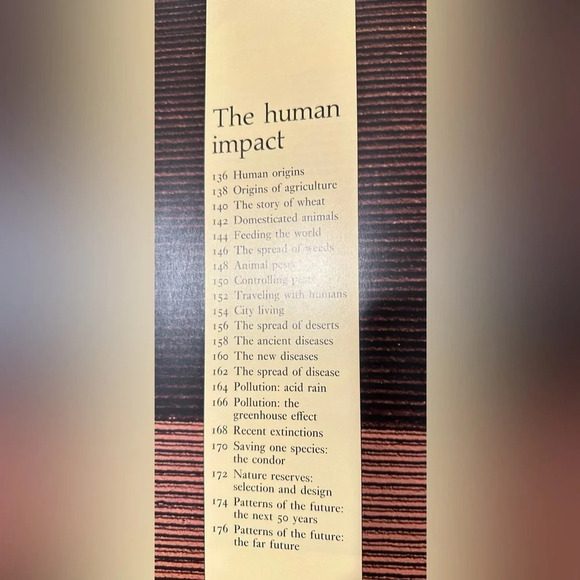 The human
impact
136 Human origins
138 Origins of agriculture
140 The story of wheat
142 Domesticated animals
144 Feeding the world
146 The spread of weeds
148 Animal pests
150 Controlling
152 Traveling with humans
154 City living
156 The spread of deserts
158 The ancient diseases
160 The new diseases
162 The spread of disease
164 Pollution: acid rain
166 Pollution: the
greenhouse effect
168 Recent extinctions
170 Saving one species:
the condor
172 Nature reserves:
selection and design
174 Patterns of the future:
the next 50 years
176 Patterns of the future:
the far future